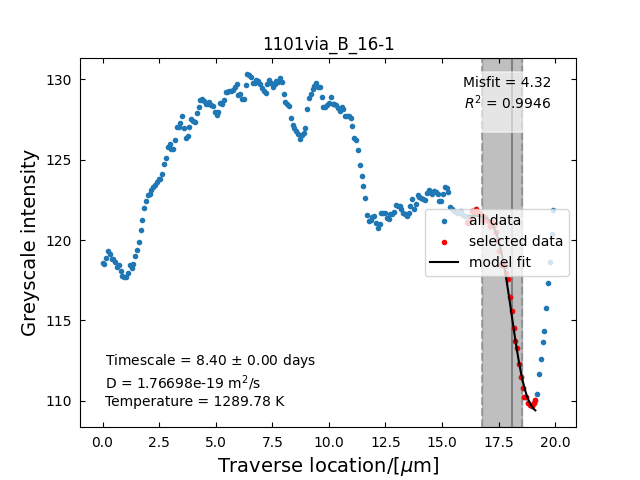 1101via_B_16-1
Greyscale intensity
130
125
120
115
110
Misfit = 4.32
R² = 0.9946
all data
selected data
model fit
Timescale = 8.40 ± 0.00 days
D = 1.76698e-19 m²/s
Temperature = 1289.78 K
0.0 2.5 5.0 7.5 10.0 12.5 15.0 17.5 20.0
Traverse location/[μm]